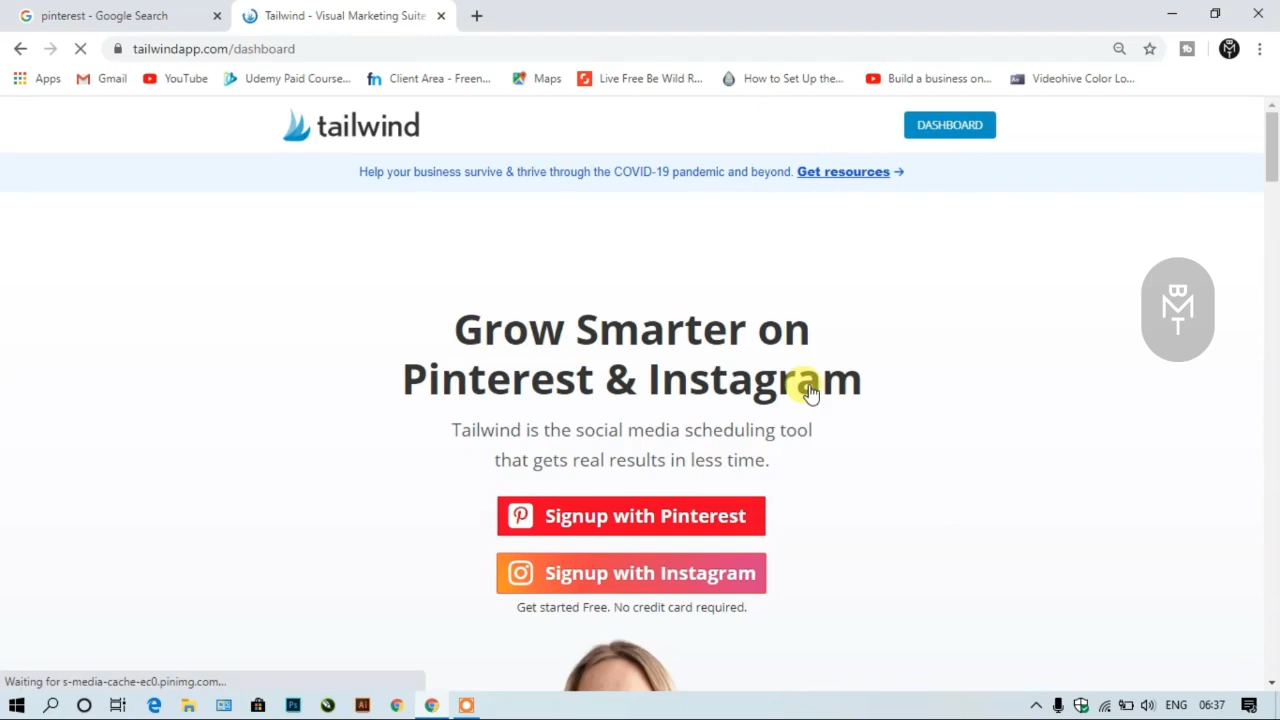 pinterest - Google Search
Tailwind - Visual Marketing Suite
tailwindapp.com/dashboard
Apps
Gmail
YouTube
Udemy Paid Course...
fn
Client Area - Freen...
Maps
Live Free Be Wild R...
How to Set Up the...
Build a business on...
Videohive Color Lo...
tailwind
DASHBOARD
Help your business survive & thrive through the COVID-19 pandemic and beyond. Get resources →
BMT
Grow Smarter on
Pinterest & Instagram
Tailwind is the social media scheduling tool
that gets real results in less time.
Signup with Pinterest
Signup with Instagram
Get started Free. No credit card required.
Waiting for s-media-cache-ec0.pinimg.com...
Ps
Ai
ENG
06:37